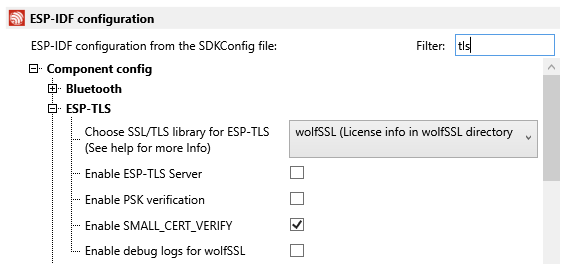 ESP-IDF configuration
ESP-IDF configuration from the SDKConfig file: Filter: tls
Component config
Bluetooth
ESP-TLS
Choose SSL/TLS library for ESP-TLS
(See help for more Info)
wolfSSL (License info in wolfSSL directory
Enable ESP-TLS Server
Enable PSK verification
Enable SMALL_CERT_VERIFY
Enable debug logs for wolfSSL